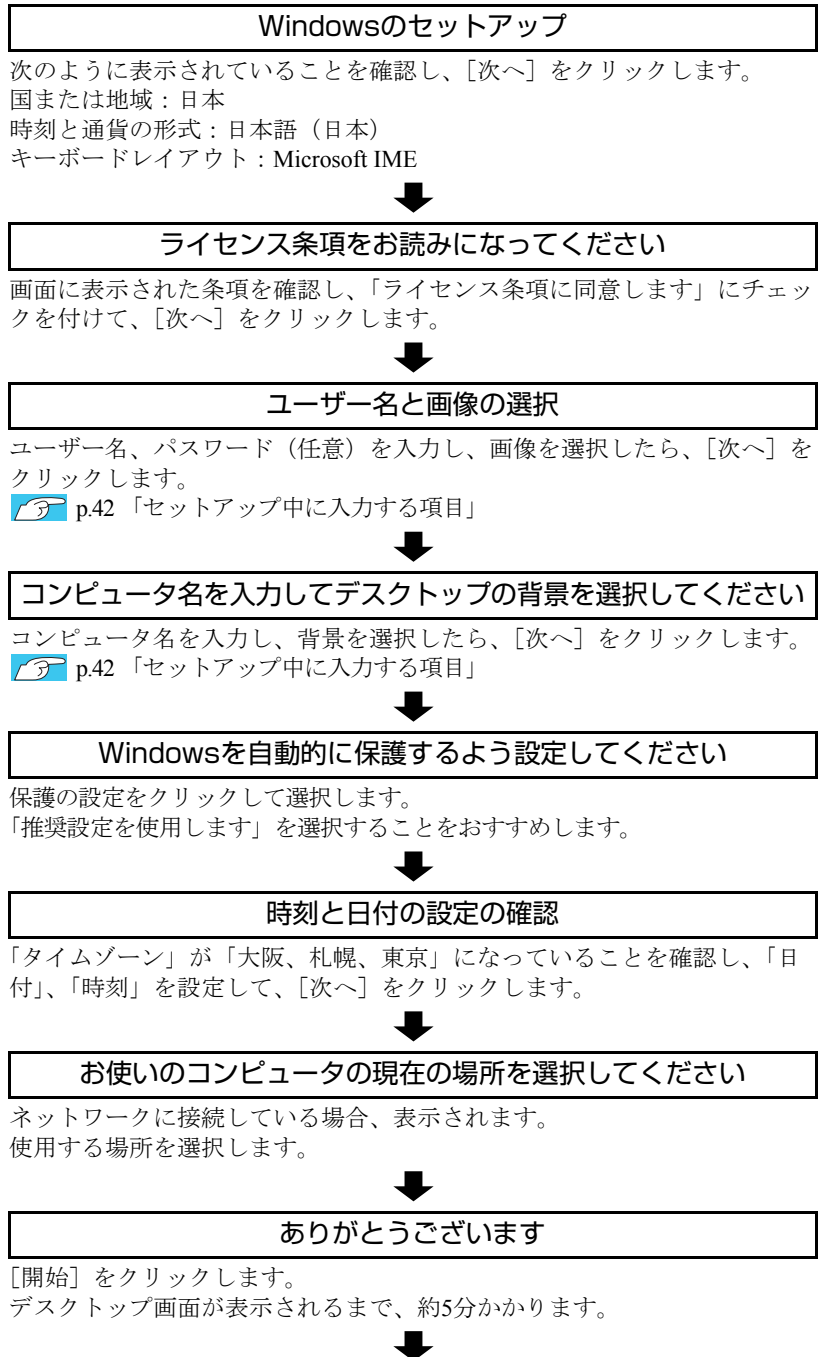 Windowsのセットアップ
次のように表示されていることを確認し、［次へ］をクリックします。
国または地域：日本
時刻と通貨の形式：日本語（日本）
キーボードレイアウト：Microsoft IME
ライセンス条項をお読みになってください
画面に表示された条項を確認し、「ライセンス条項に同意します」にチェッ
クを付けて、［次へ］をクリックします。
ユーザー名と画像の選択
ユーザー名、パスワード（任意）を入力し、画像を選択したら、［次へ］を
クリックします。
p.42 「セットアップ中に入力する項目」
コンピュータ名を入力してデスクトップの背景を選択してください
コンピュータ名を入力し、背景を選択したら、［次へ］をクリックします。
p.42 「セットアップ中に入力する項目」
Windowsを自動的に保護するよう設定してください
保護の設定をクリックして選択します。
「推奨設定を使用します」を選択することをおすすめします。
時刻と日付の設定の確認
「タイムゾーン」が「大阪、札幌、東京」になっていることを確認し、「日
付」、「時刻」を設定して、［次へ］をクリックします。
お使いのコンピュータの現在の場所を選択してください
ネットワークに接続している場合、表示されます。
使用する場所を選択します。
ありがとうございます
［開始］をクリックします。
デスクトップ画面が表示されるまで、約5分かかります。